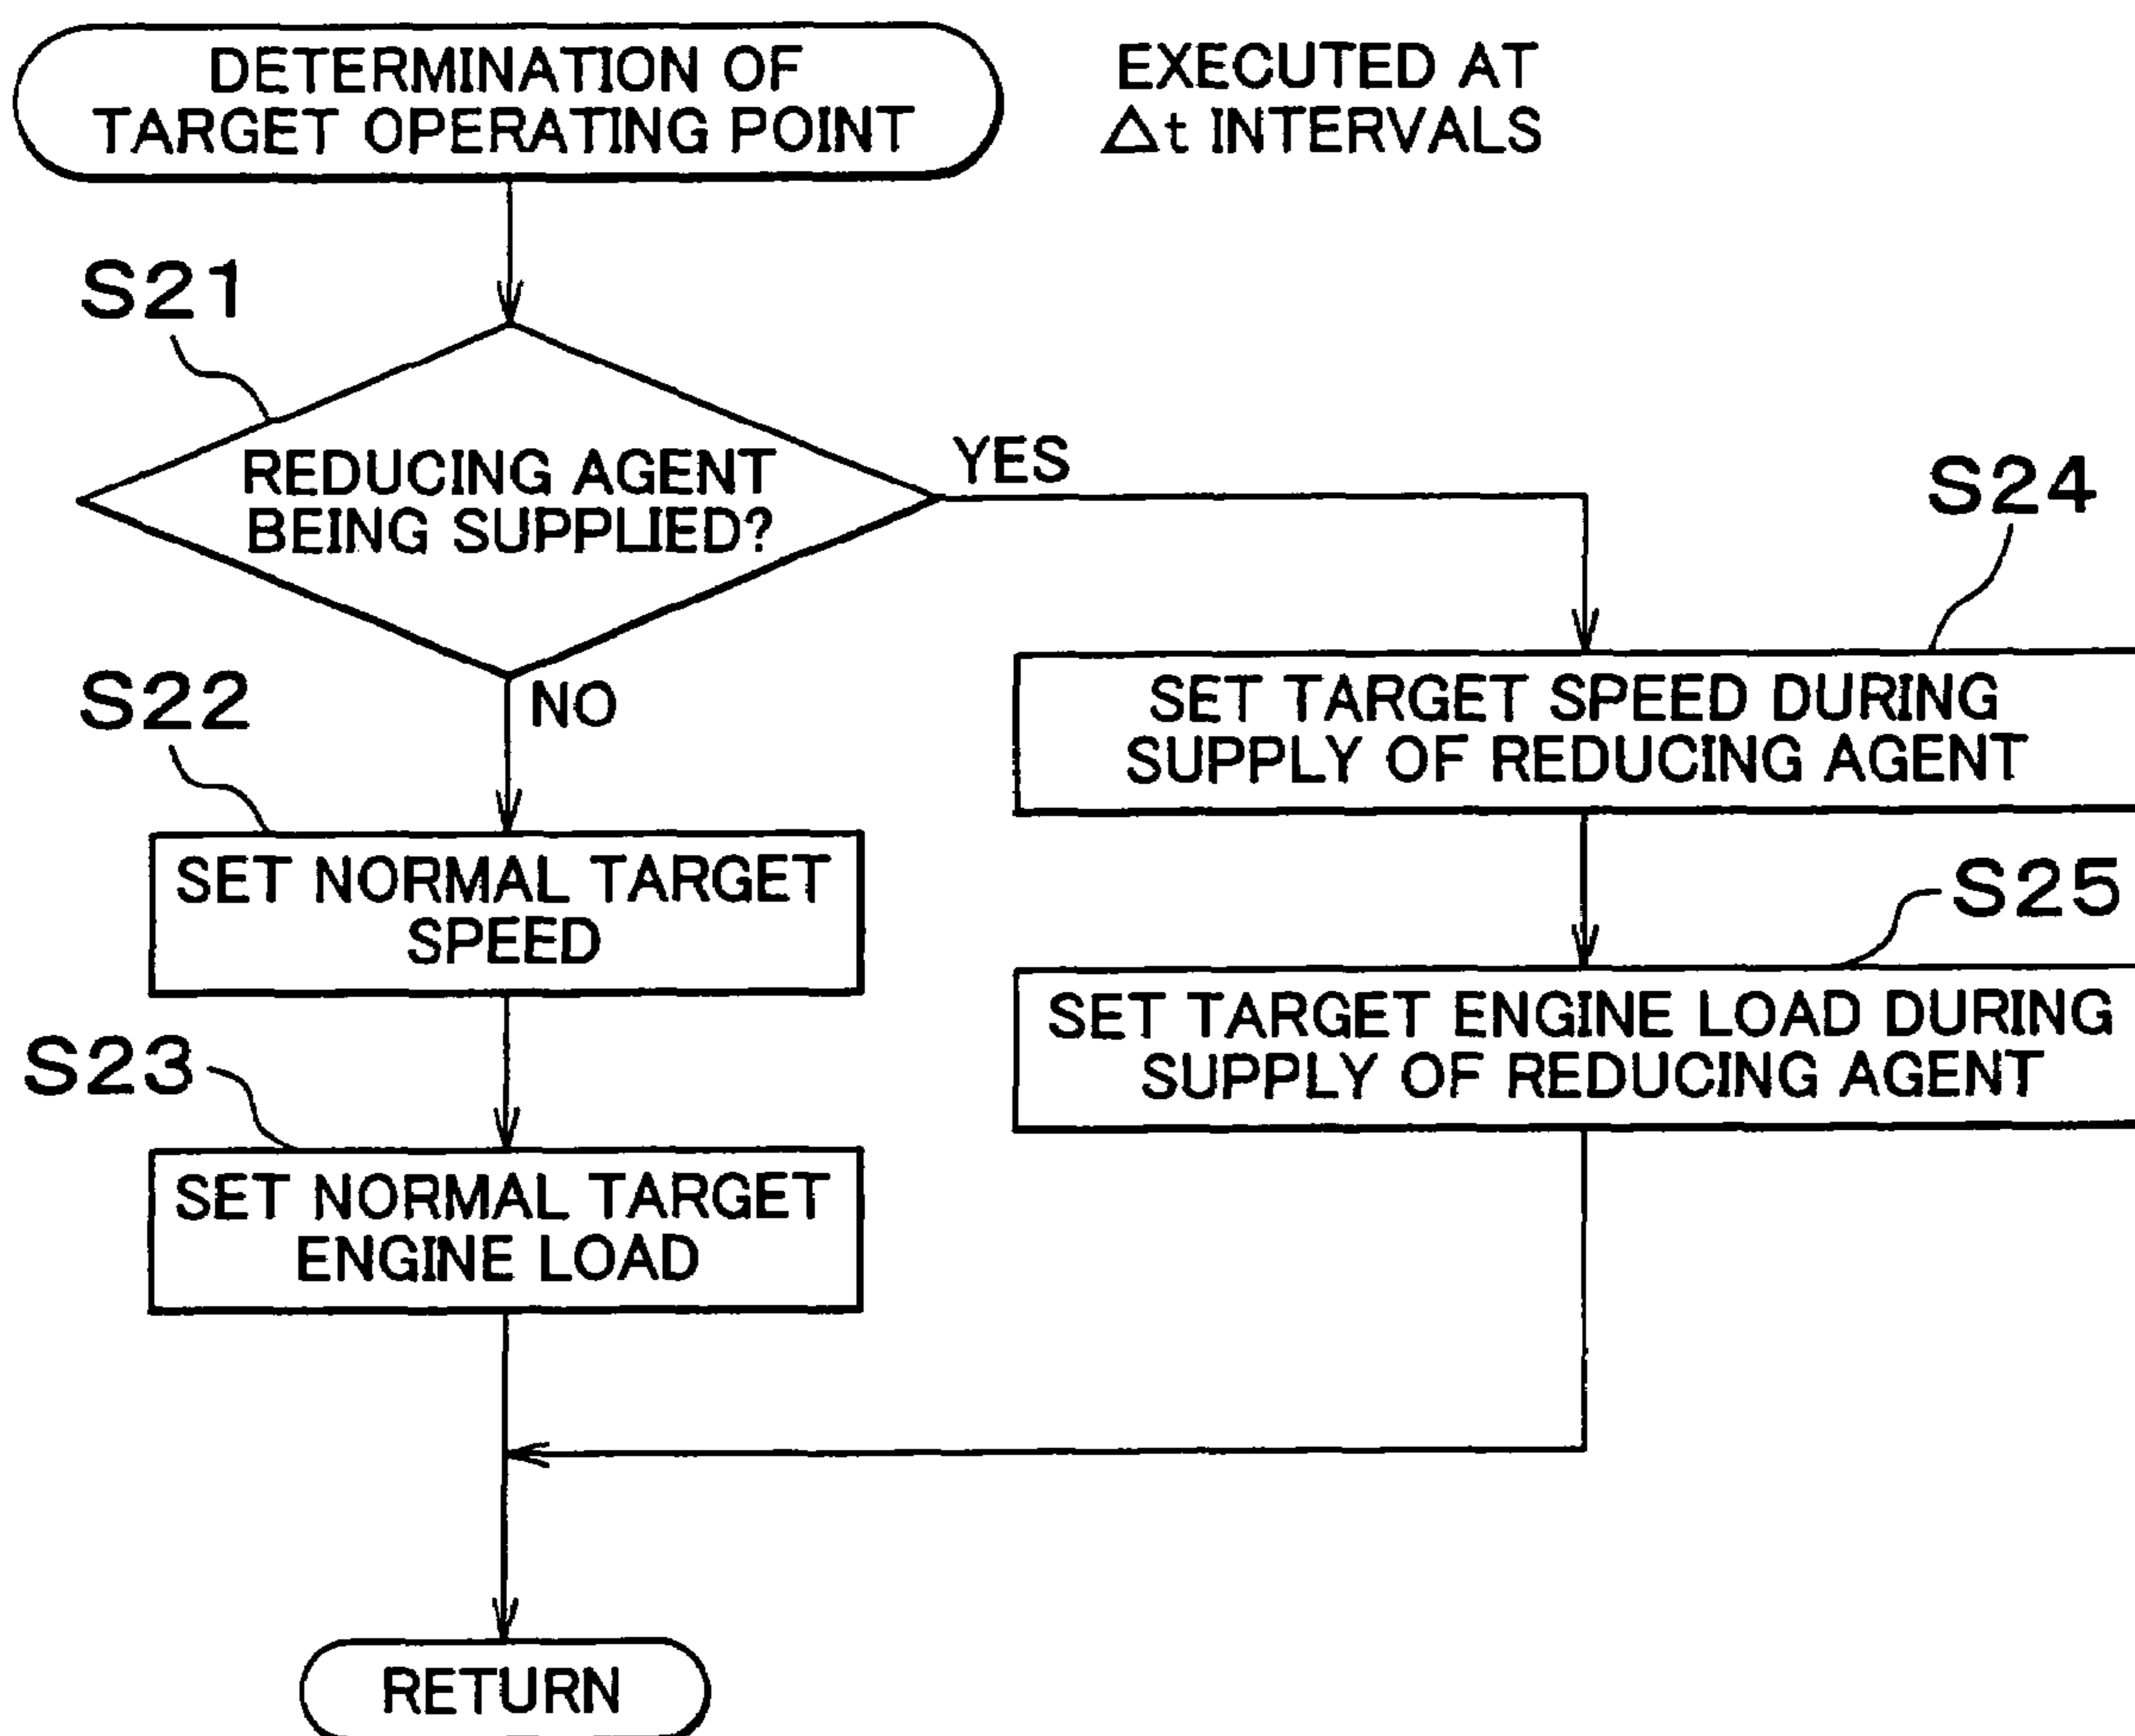 DETERMINATION OF
TARGET OPERATING POINT
EXECUTED AT
Δt INTERVALS
S21
REDUCING AGENT
BEING SUPPLIED?
YES
NO
S22
SET NORMAL TARGET
SPEED
S23
SET NORMAL TARGET
ENGINE LOAD
S24
SET TARGET SPEED DURING
SUPPLY OF REDUCING AGENT
S25
SET TARGET ENGINE LOAD DURING
SUPPLY OF REDUCING AGENT
RETURN